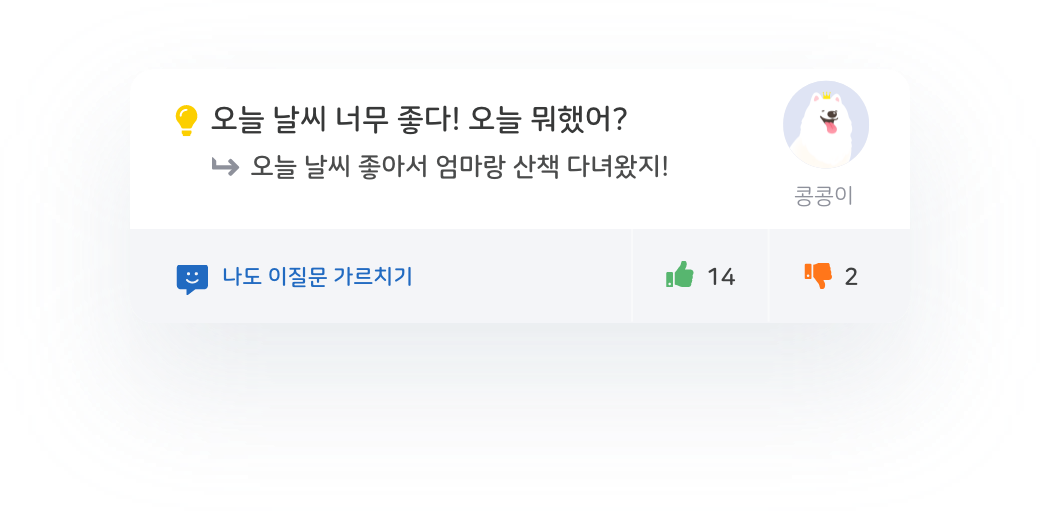 오늘 날씨 너무 좋다! 오늘 뭐했어?
오늘 날씨 좋아서 엄마랑 산책 다녀왔지!
콩콩이
나도 이질문 가르치기
14
2